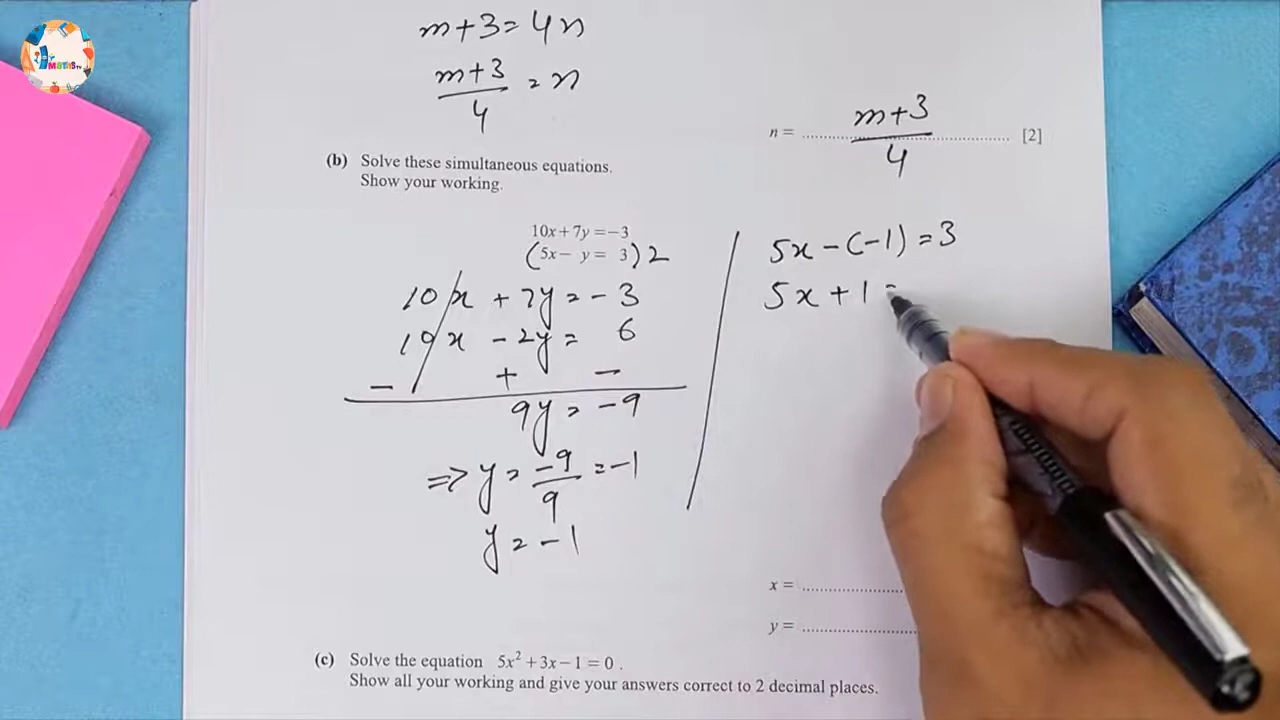 MATHS TV
m+3=4n
m+3/4 = n
n = m+3/4 [2]
(b) Solve these simultaneous equations.
Show your working.
10x+7y=−3
(5x− y= 3)2
10x + 7y = −3
10x − 2y = 6
− + −
9y = −9
⇒ y = −9/9 = −1
y = −1
5x−(−1)=3
5x+1=
x = ....................
y = ....................
(c) Solve the equation 5x²+3x−1=0.
Show all your working and give your answers correct to 2 decimal places.